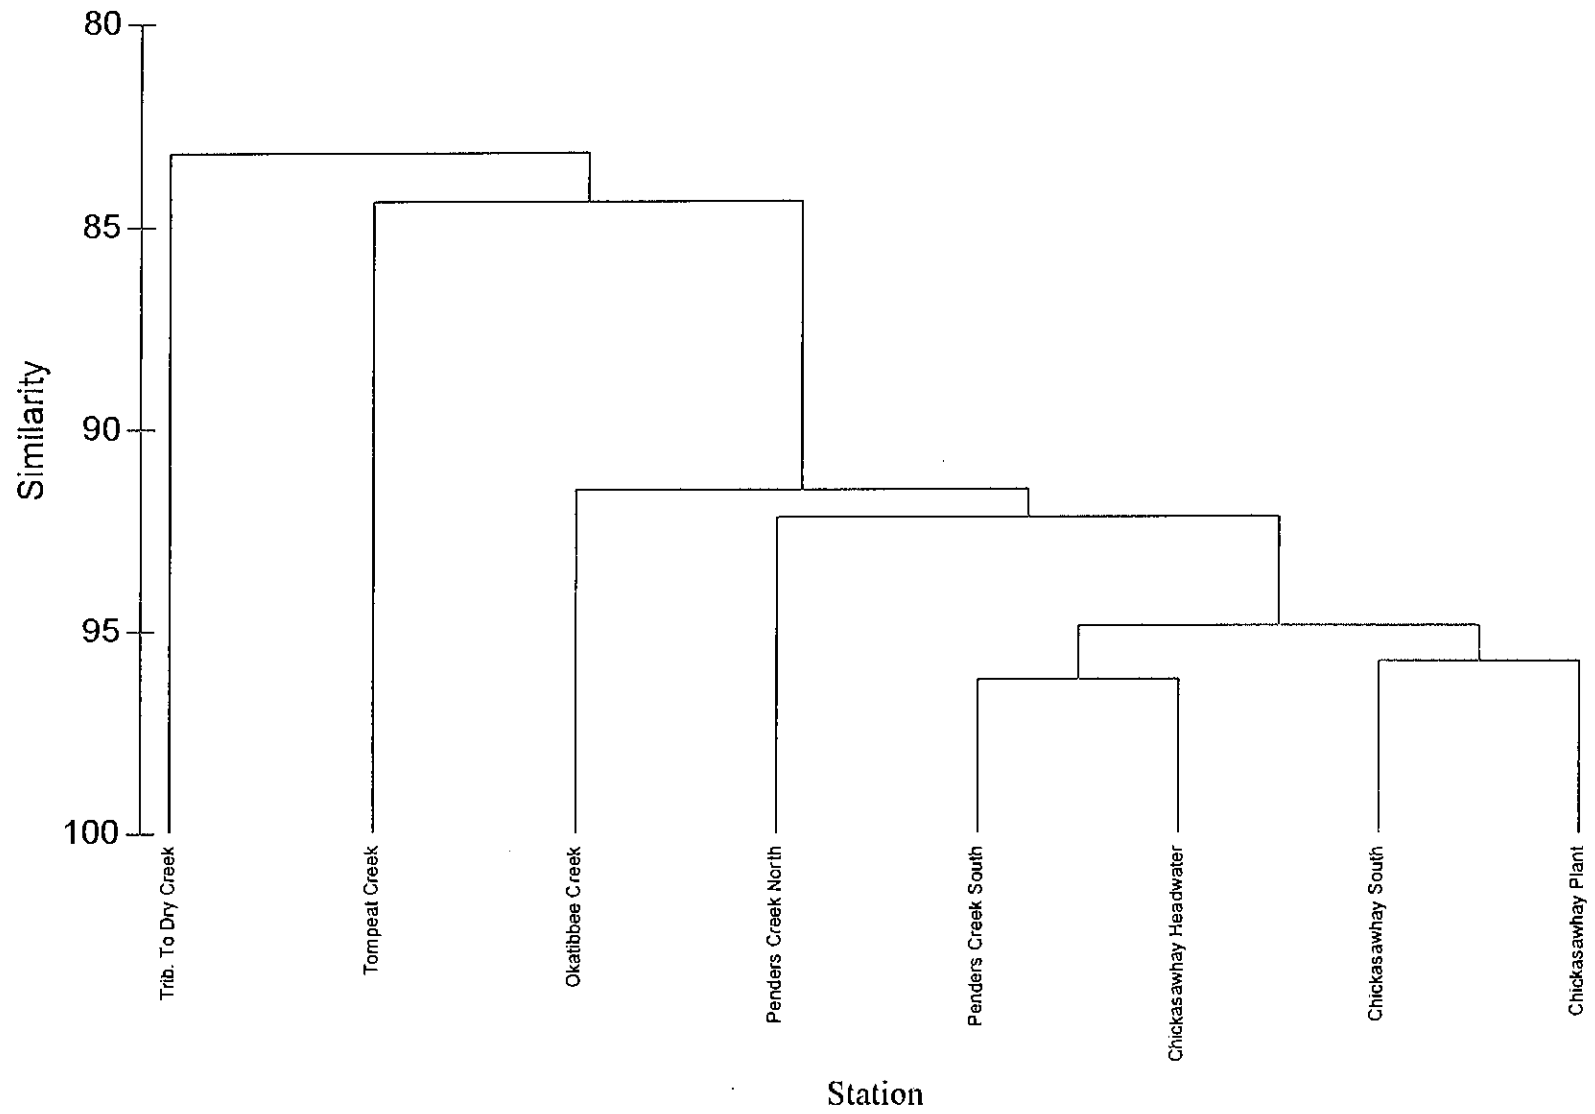 80
85
90
95
100
Similarity
Trib. To Dry Creek
Tompeat Creek
Okatibbee Creek
Penders Creek North
Penders Creek South
Chickasawhay Headwater
Chickasawhay South
Chickasawhay Plant
Station